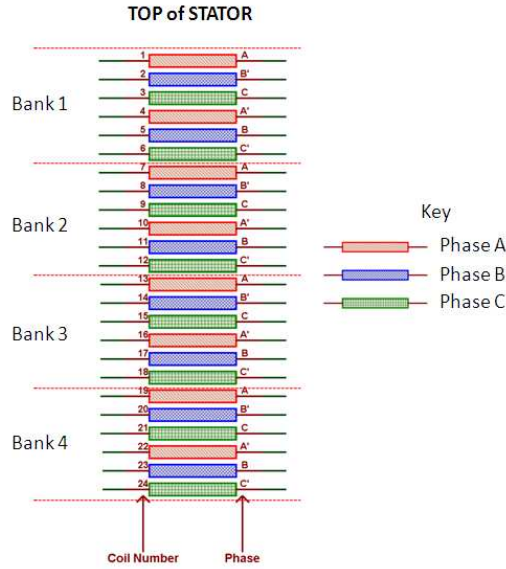 TOP of STATOR
1 A
2 B'
Bank 1
3 C
4 A'
5 B
6 C'
7 A
8 B'
Bank 2
9 C
10 A'
11 B
12 C'
13 A
14 B'
Bank 3
15 C
16 A'
17 B
18 C'
19 A
20 B'
Bank 4
21 C
22 A'
23 B
24 C'
Coil Number
Phase
Key
Phase A
Phase B
Phase C